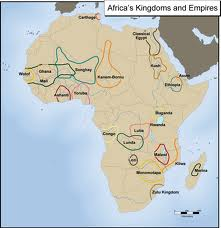 Africa's Kingdoms and Empires
Carthage
Classical
Egypt
Wolof
Ghana
Mali
Songhay
Kanem-Bornu
Kush
Axum
Ethiopia
Ashanti
Yoruba
Buganda
Rwanda
Congo
Luba
Lunda
Lozi
Malawi
Kilwa
Merina
Monomotapa
Zulu Kingdom